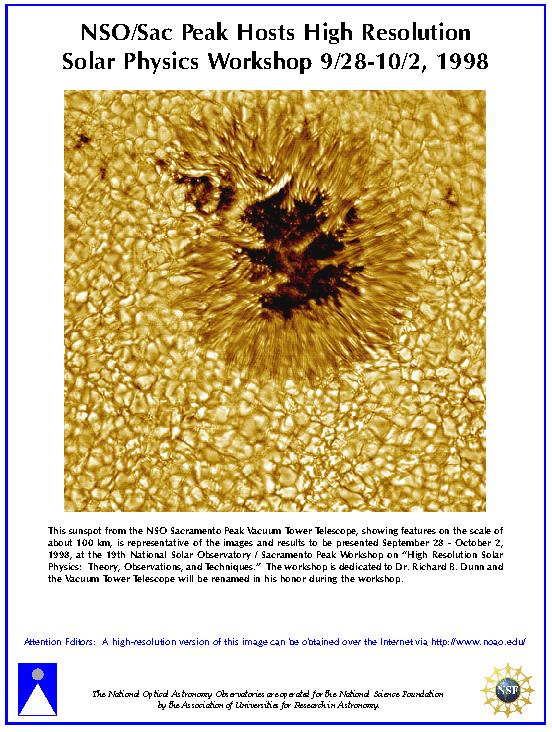 NSO/Sac Peak Hosts High Resolution
Solar Physics Workshop 9/28-10/2, 1998
This sunspot from the NSO Sacramento Peak Vacuum Tower Telescope, showing features on the scale of
about 100 km, is representative of the images and results to be presented September 28 - October 2,
1998, at the 19th National Solar Observatory / Sacramento Peak Workshop on "High Resolution Solar
Physics: Theory, Observations, and Techniques." The workshop is dedicated to Dr. Richard B. Dunn and
the Vacuum Tower Telescope will be renamed in his honor during the workshop.
Attention Editors: A high-resolution version of this image can be obtained over the Internet via http://www.noao.edu/
The National Optical Astronomy Observatories are operated for the National Science Foundation
by the Association of Universities for Research in Astronomy.
NSF